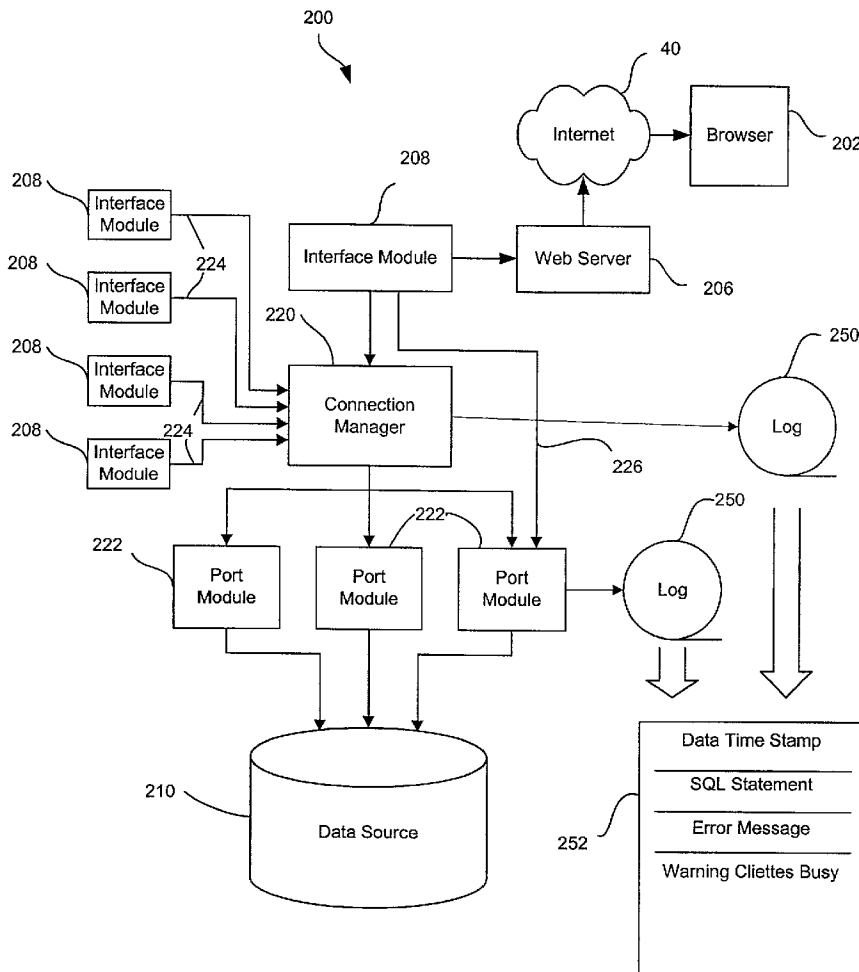 200
40
Internet
Browser
202
208
208
Interface
Module
Interface Module
Web Server
206
224
208
Interface
Module
220
250
208
Interface
Module
Connection
Manager
Log
208
Interface
Module
224
226
222
250
222
Port
Module
Port
Module
Port
Module
Log
210
Data Source
252
Data Time Stamp
SQL Statement
Error Message
Warning Cliettes Busy